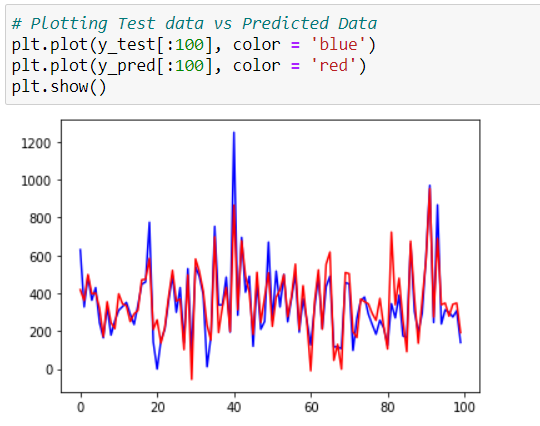 # Plotting Test data vs Predicted Data
plt.plot(y_test[:100], color = 'blue')
plt.plot(y_pred[:100], color = 'red')
plt.show()
1200
1000
800
600
400
200
0
0 20 40 60 80 100